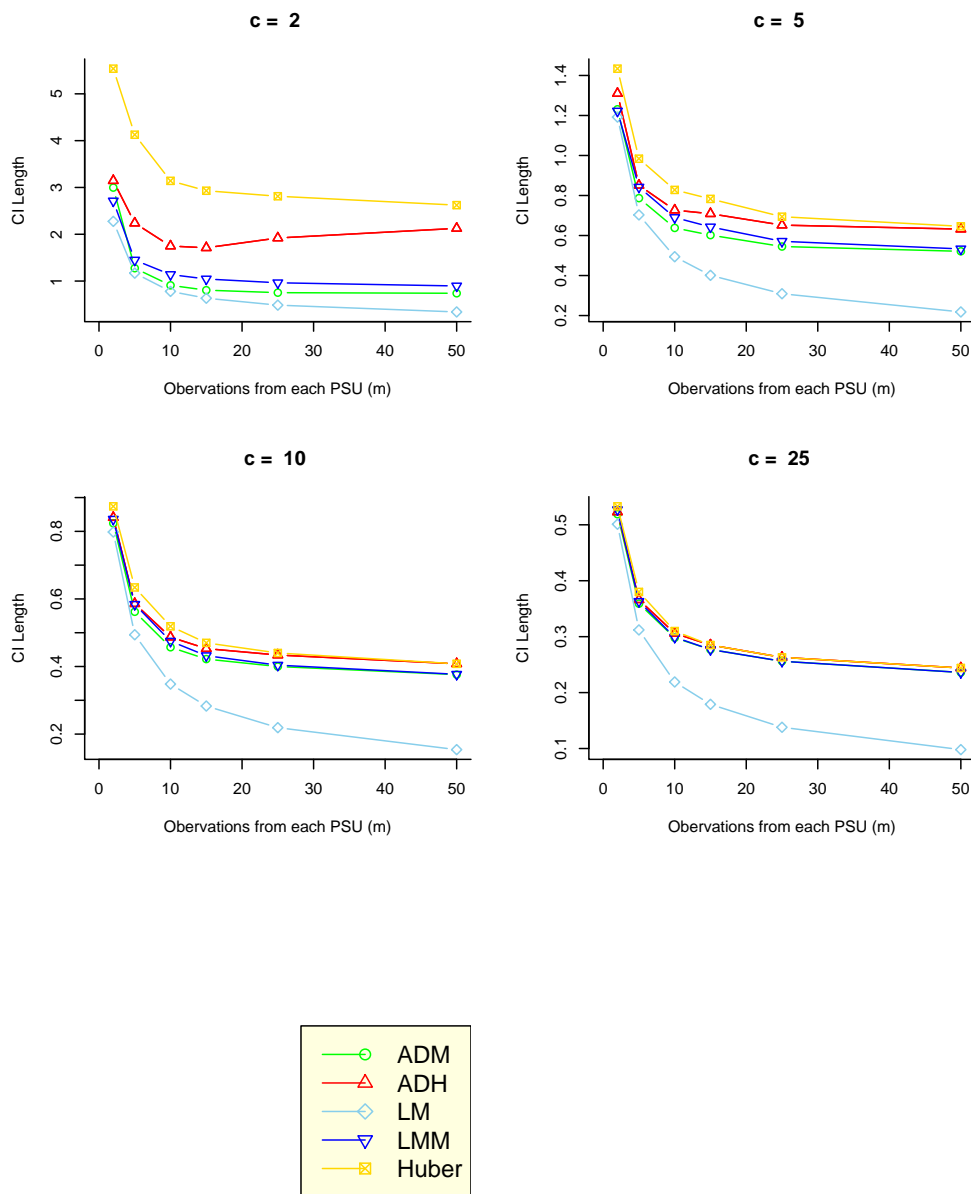 c = 2
5
4
3
2
1
CI Length
0 10 20 30 40 50
Obervations from each PSU (m)
c = 5
1.4
1.2
1.0
0.8
0.6
0.4
0.2
CI Length
0 10 20 30 40 50
Obervations from each PSU (m)
c = 10
0.8
0.6
0.4
0.2
CI Length
0 10 20 30 40 50
Obervations from each PSU (m)
c = 25
0.5
0.4
0.3
0.2
0.1
CI Length
0 10 20 30 40 50
Obervations from each PSU (m)
ADM
ADH
LM
LMM
Huber